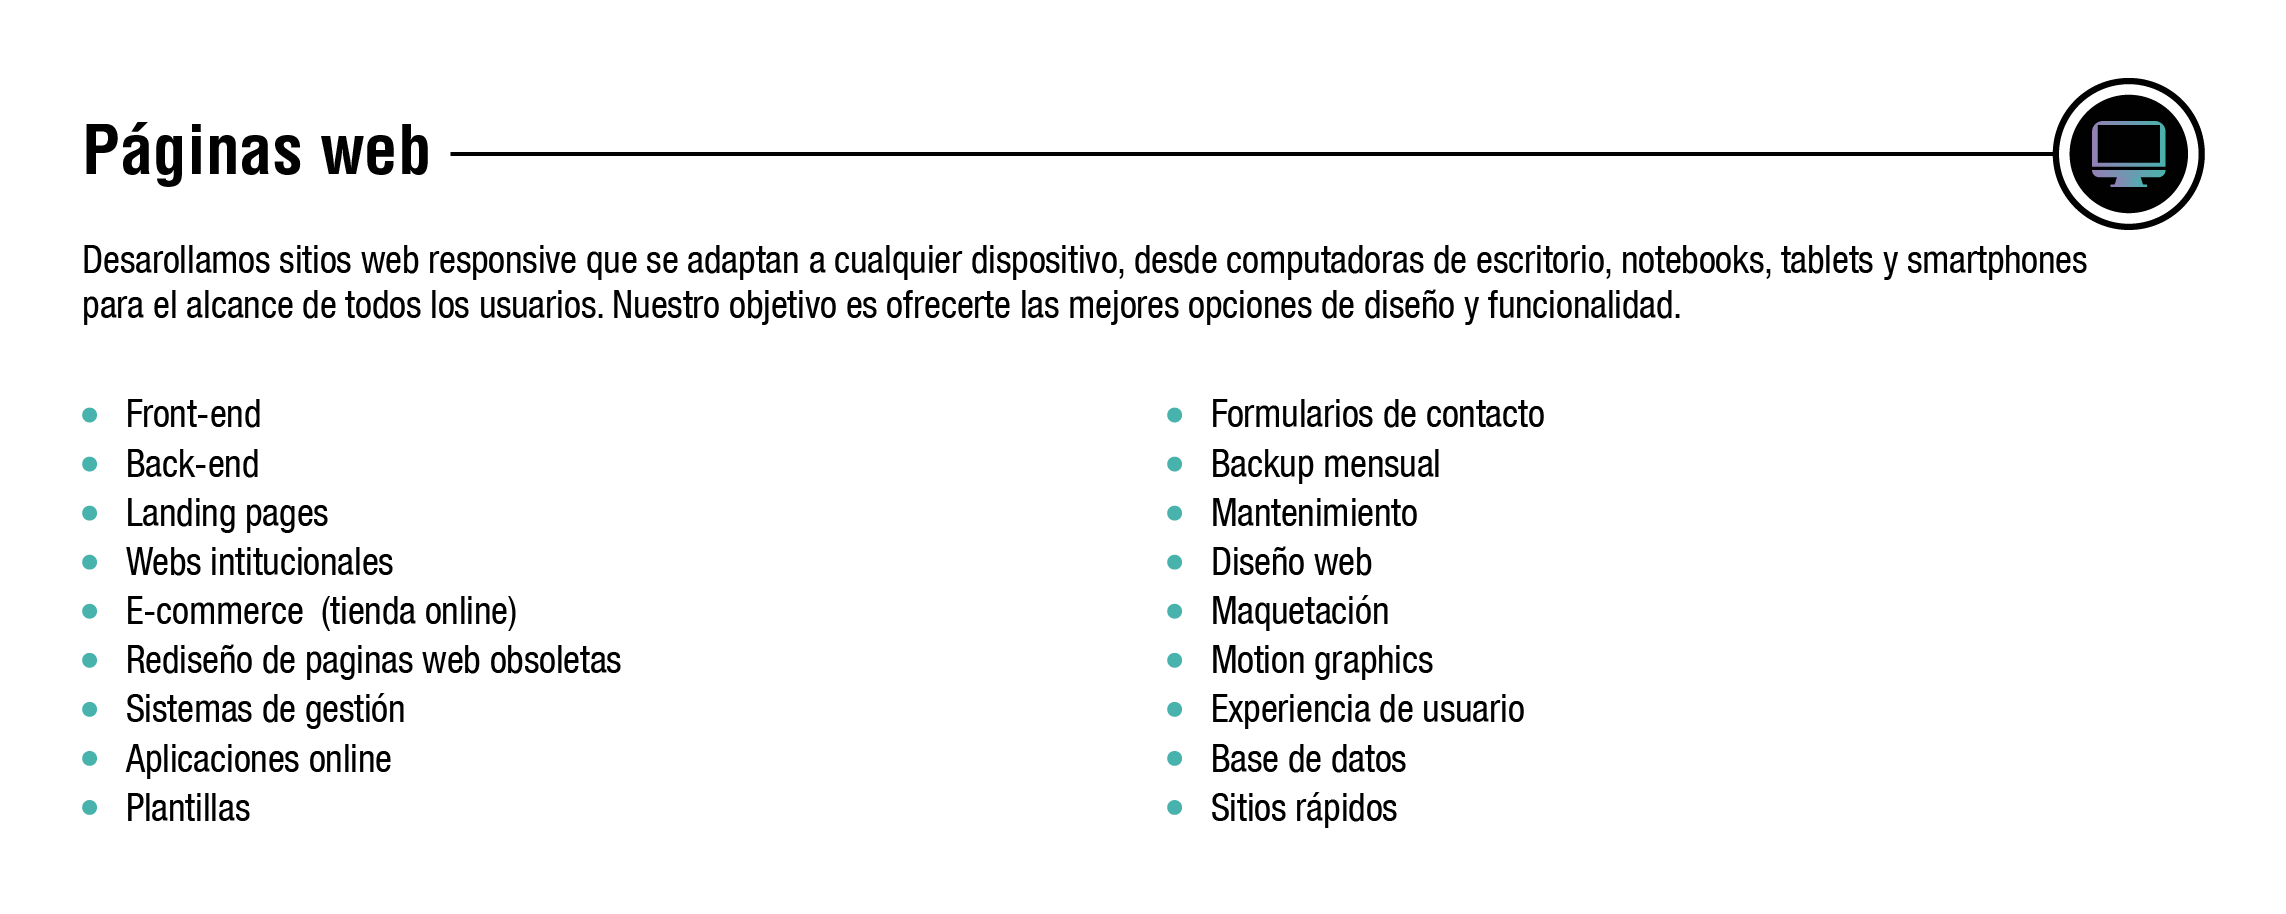 Páginas web
Desarollamos sitios web responsive que se adaptan a cualquier dispositivo, desde computadoras de escritorio, notebooks, tablets y smartphones
para el alcance de todos los usuarios. Nuestro objetivo es ofrecerte las mejores opciones de diseño y funcionalidad.
Front-end
Back-end
Landing pages
Webs intitucionales
E-commerce  (tienda online)
Rediseño de paginas web obsoletas
Sistemas de gestión
Aplicaciones online
Plantillas
Formularios de contacto
Backup mensual
Mantenimiento
Diseño web
Maquetación
Motion graphics
Experiencia de usuario
Base de datos
Sitios rápidos